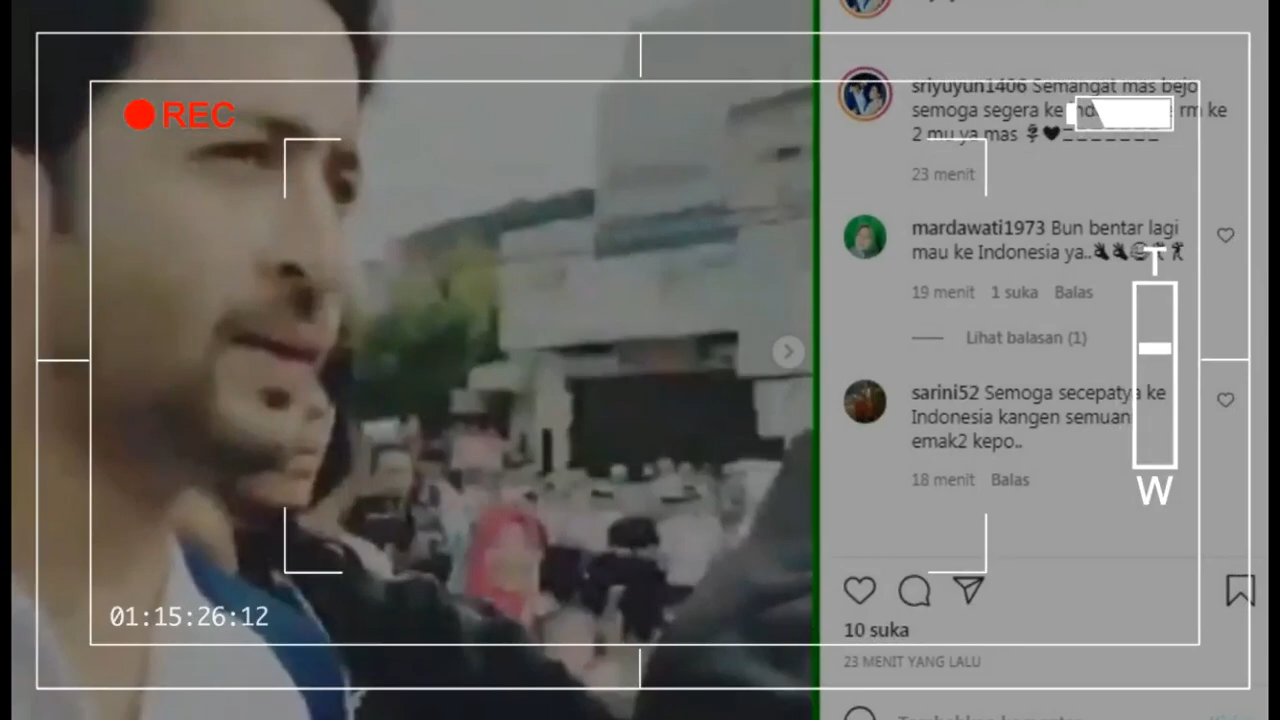 REC
sriyuyun1406 Semangat mas bejo
semoga segera ke rm ke
2 mu ya mas
23 menit
mardawati1973 Bun bentar lagi
mau ke Indonesia ya..
19 menit 1 suka Balas
Lihat balasan (1)
sarini52 Semoga secepatya ke
Indonesia kangen semuan
emak2 kepo..
18 menit Balas
T
W
10 suka
23 MENIT YANG LALU
01:15:26:12